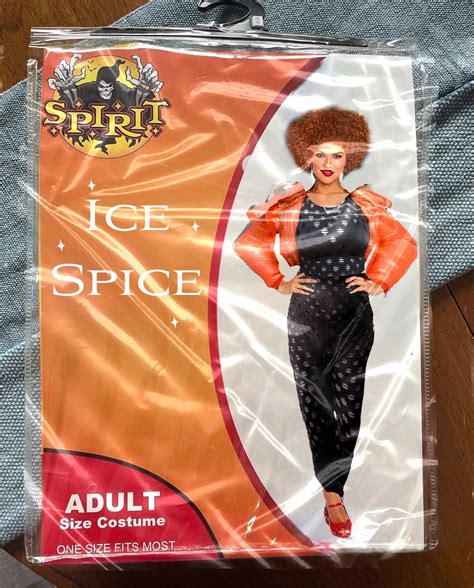 SPIRIT
ICE
SPICE
ADULT
Size Costume
ONE SIZE FITS MOST